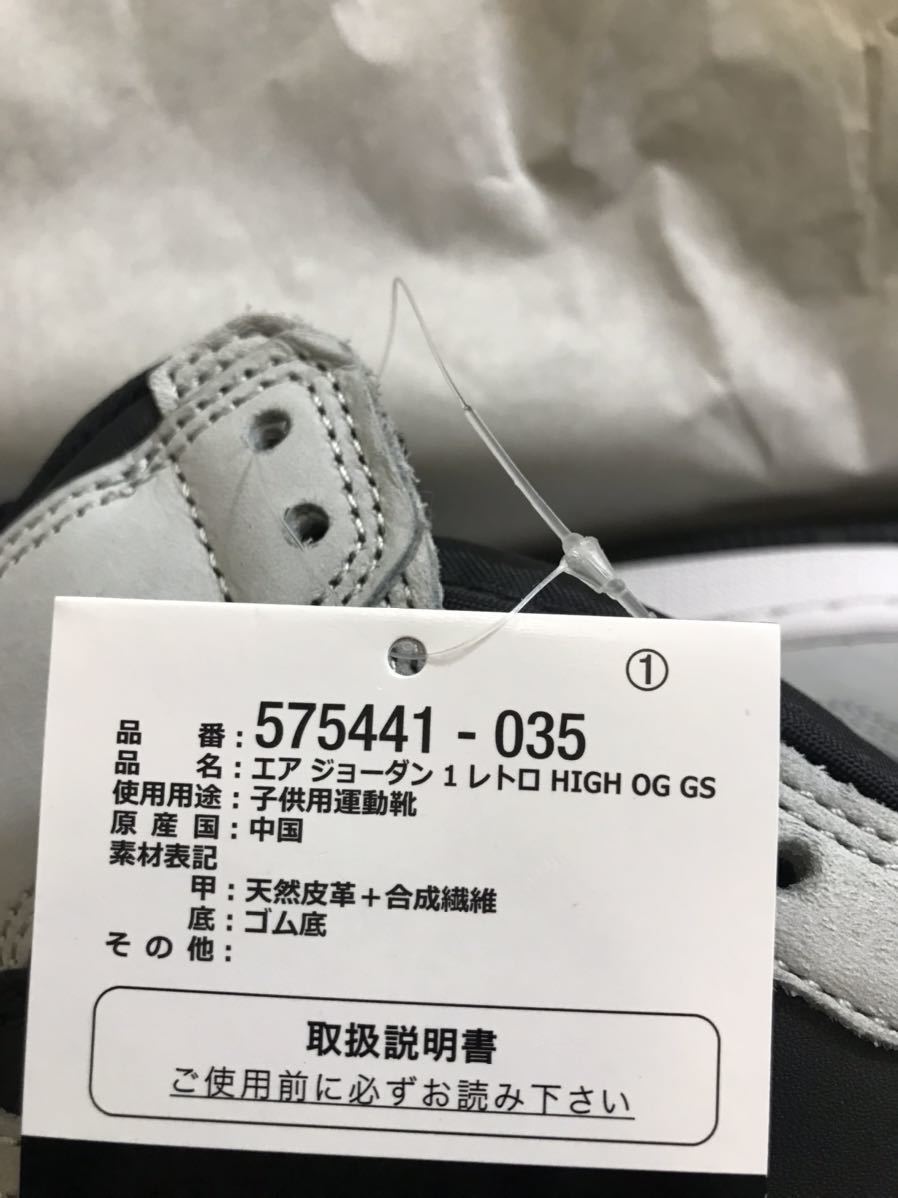 ①
品番：575441 - 035
品名：エア ジョーダン 1 レトロ HIGH OG GS
使用用途：子供用運動靴
原産国：中国
素材表記
甲：天然皮革＋合成繊維
底：ゴム底
その他：
取扱説明書
ご使用前に必ずお読み下さい